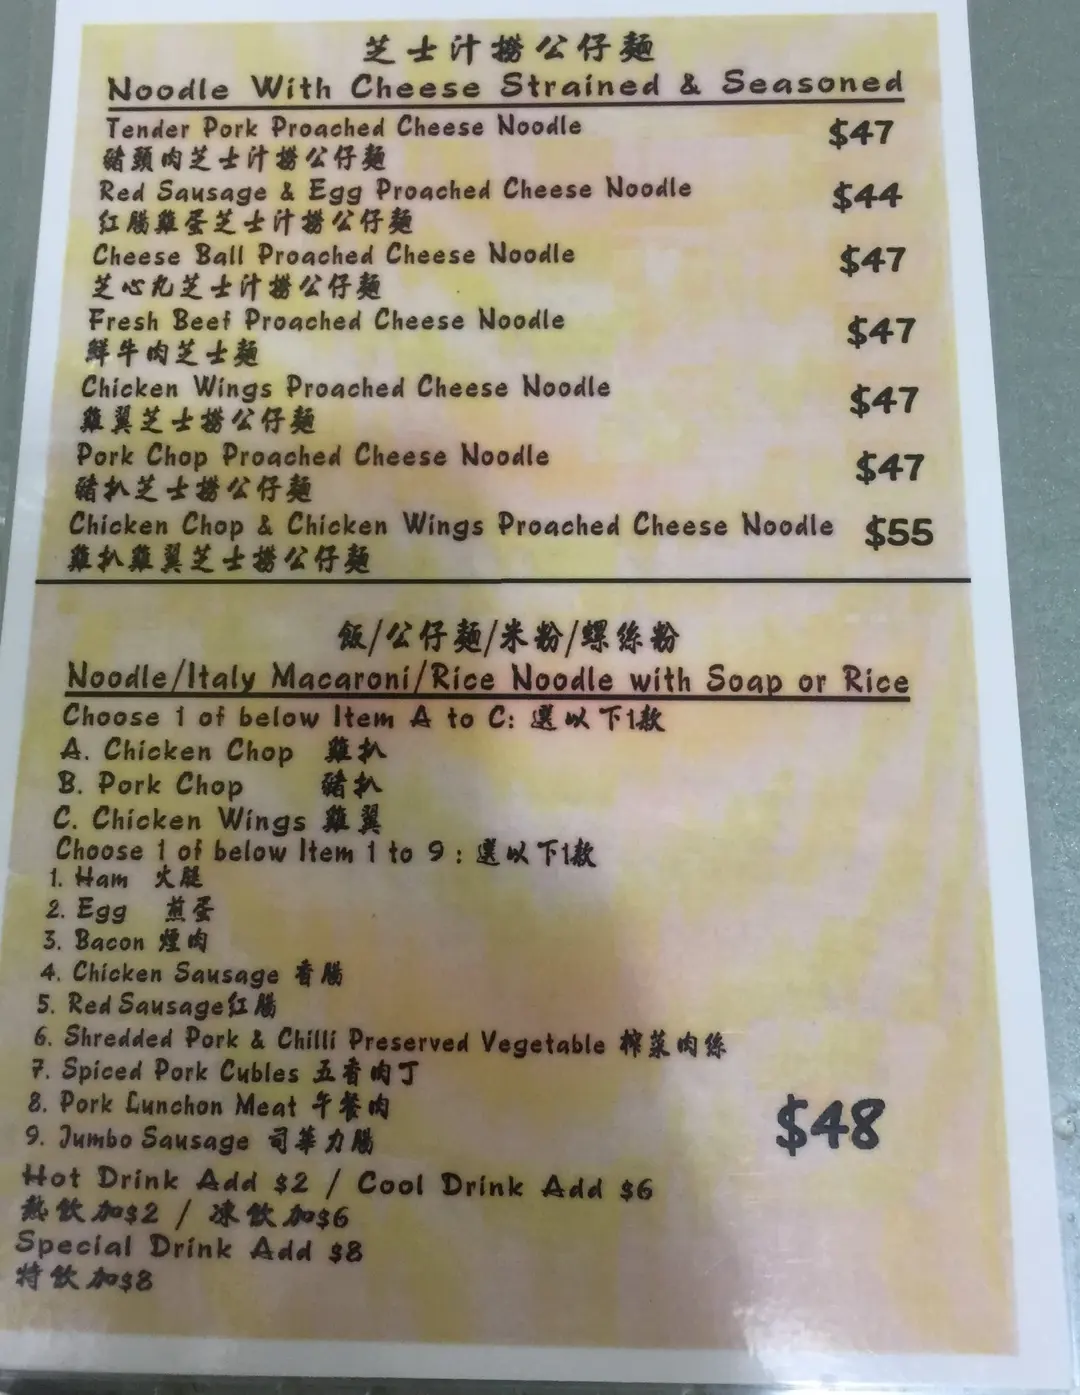 芝士汁撈公仔麵
Noodle With Cheese Strained & Seasoned
Tender Pork Proached Cheese Noodle $47
豬頸肉芝士汁撈公仔麵
Red Sausage & Egg Proached Cheese Noodle $44
紅腸雞蛋芝士汁撈公仔麵
Cheese Ball Proached Cheese Noodle $47
芝心丸芝士汁撈公仔麵
Fresh Beef Proached Cheese Noodle $47
鮮牛肉芝士麵
Chicken Wings Proached Cheese Noodle $47
雞翼芝士撈公仔麵
Pork Chop Proached Cheese Noodle $47
豬扒芝士撈公仔麵
Chicken Chop & Chicken Wings Proached Cheese Noodle $55
雞扒雞翼芝士撈公仔麵
飯/公仔麵/米粉/螺絲粉
Noodle/Italy Macaroni/Rice Noodle with Soap or Rice
Choose 1 of below Item A to C: 選以下1款
A. Chicken Chop 雞扒
B. Pork Chop 豬扒
C. Chicken Wings 雞翼
Choose 1 of below Item 1 to 9 : 選以下1款
1. Ham 火腿
2. Egg 煎蛋
3. Bacon 煙肉
4. Chicken Sausage 香腸
5. Red Sausage紅腸
6. Shredded Pork & Chilli Preserved Vegetable 榨菜肉絲
7. Spiced Pork Cubles 五香肉丁
8. Pork Lunchon Meat 午餐肉
9. Jumbo Sausage 司華力腸
$48
Hot Drink Add $2 / Cool Drink Add $6
熱飲加$2 / 凍飲加$6
Special Drink Add $8
特飲加$8